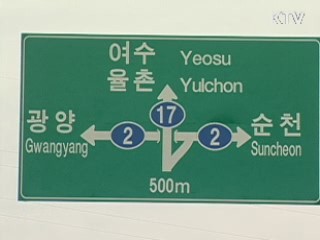 KTV
여수 Yeosu
율촌 Yulchon
17
광양 2 2 순천
Gwangyang Suncheon
500m